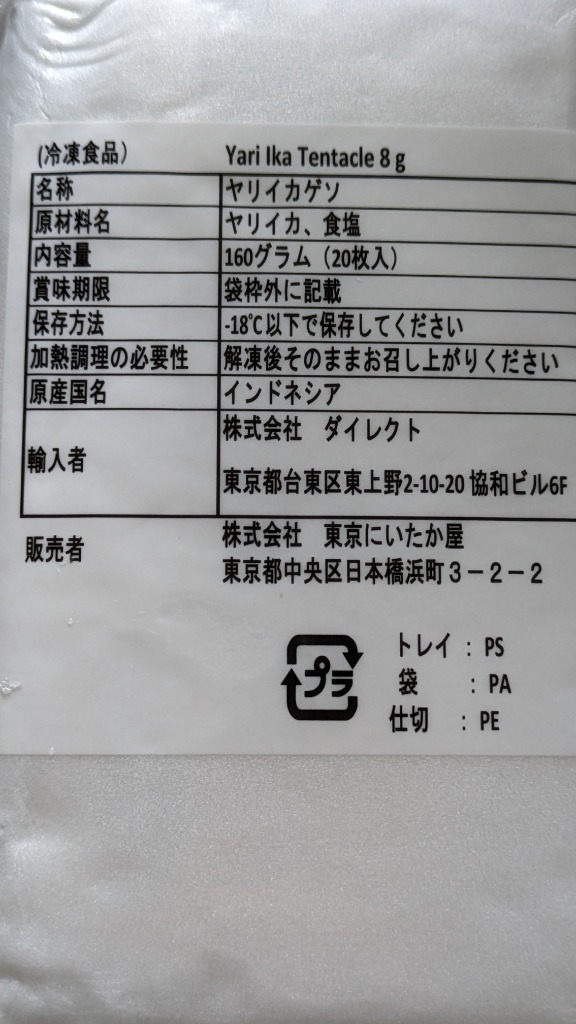 (冷凍食品) Yari Ika Tentacle 8 g
名称 ヤリイカゲソ
原材料名 ヤリイカ、食塩
内容量 160グラム（20枚入）
賞味期限 袋枠外に記載
保存方法 -18℃以下で保存してください
加熱調理の必要性 解凍後そのままお召し上がりください
原産国名 インドネシア
輸入者 株式会社 ダイレクト
東京都台東区東上野2-10-20 協和ビル6F
販売者 株式会社 東京にいたか屋
東京都中央区日本橋浜町３－２－２
プラ
トレイ : PS
袋 : PA
仕切 : PE